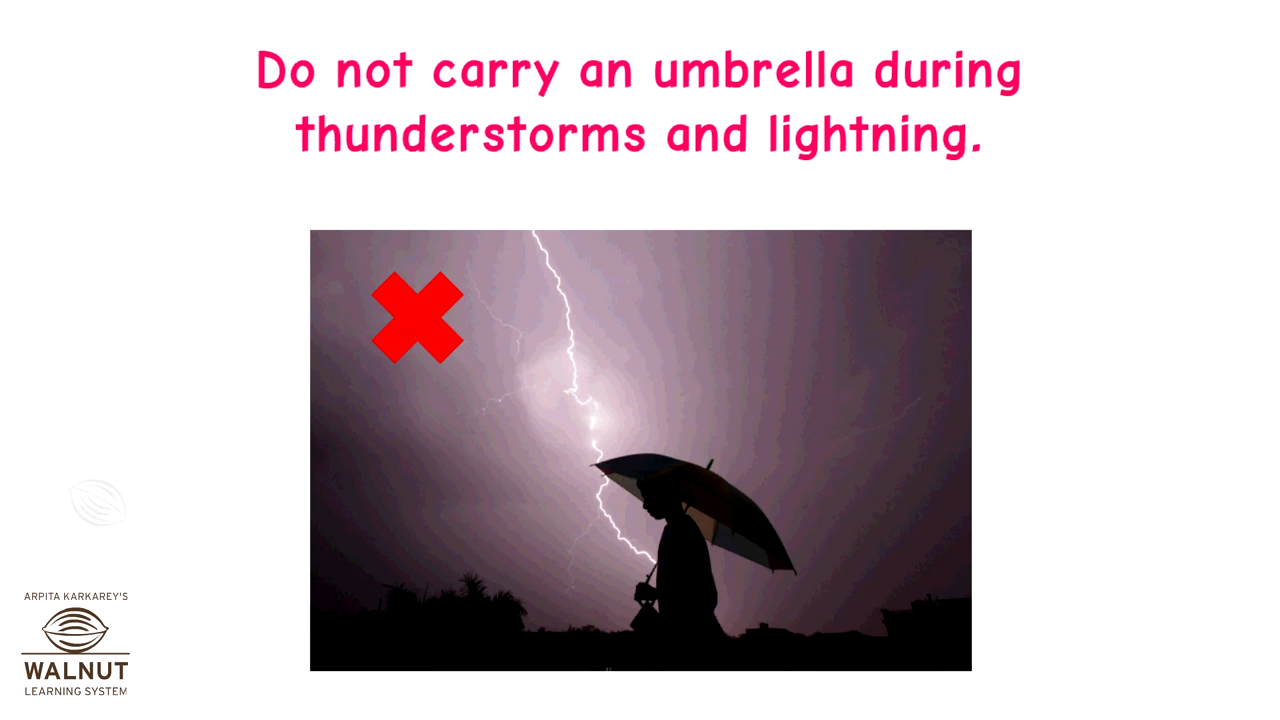 Do not carry an umbrella during
thunderstorms and lightning.
ARPITA KARKAREY'S
WALNUT
LEARNING SYSTEM